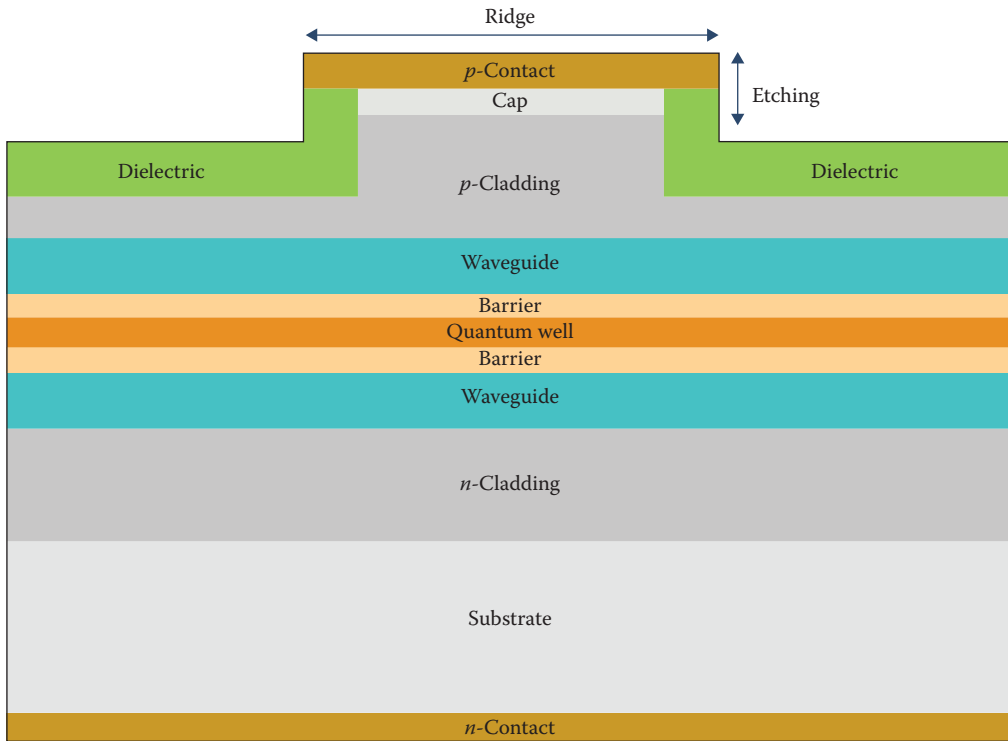 Ridge
p-Contact
Etching
Cap
Dielectric
p-Cladding
Dielectric
Waveguide
Barrier
Quantum well
Barrier
Waveguide
n-Cladding
Substrate
n-Contact